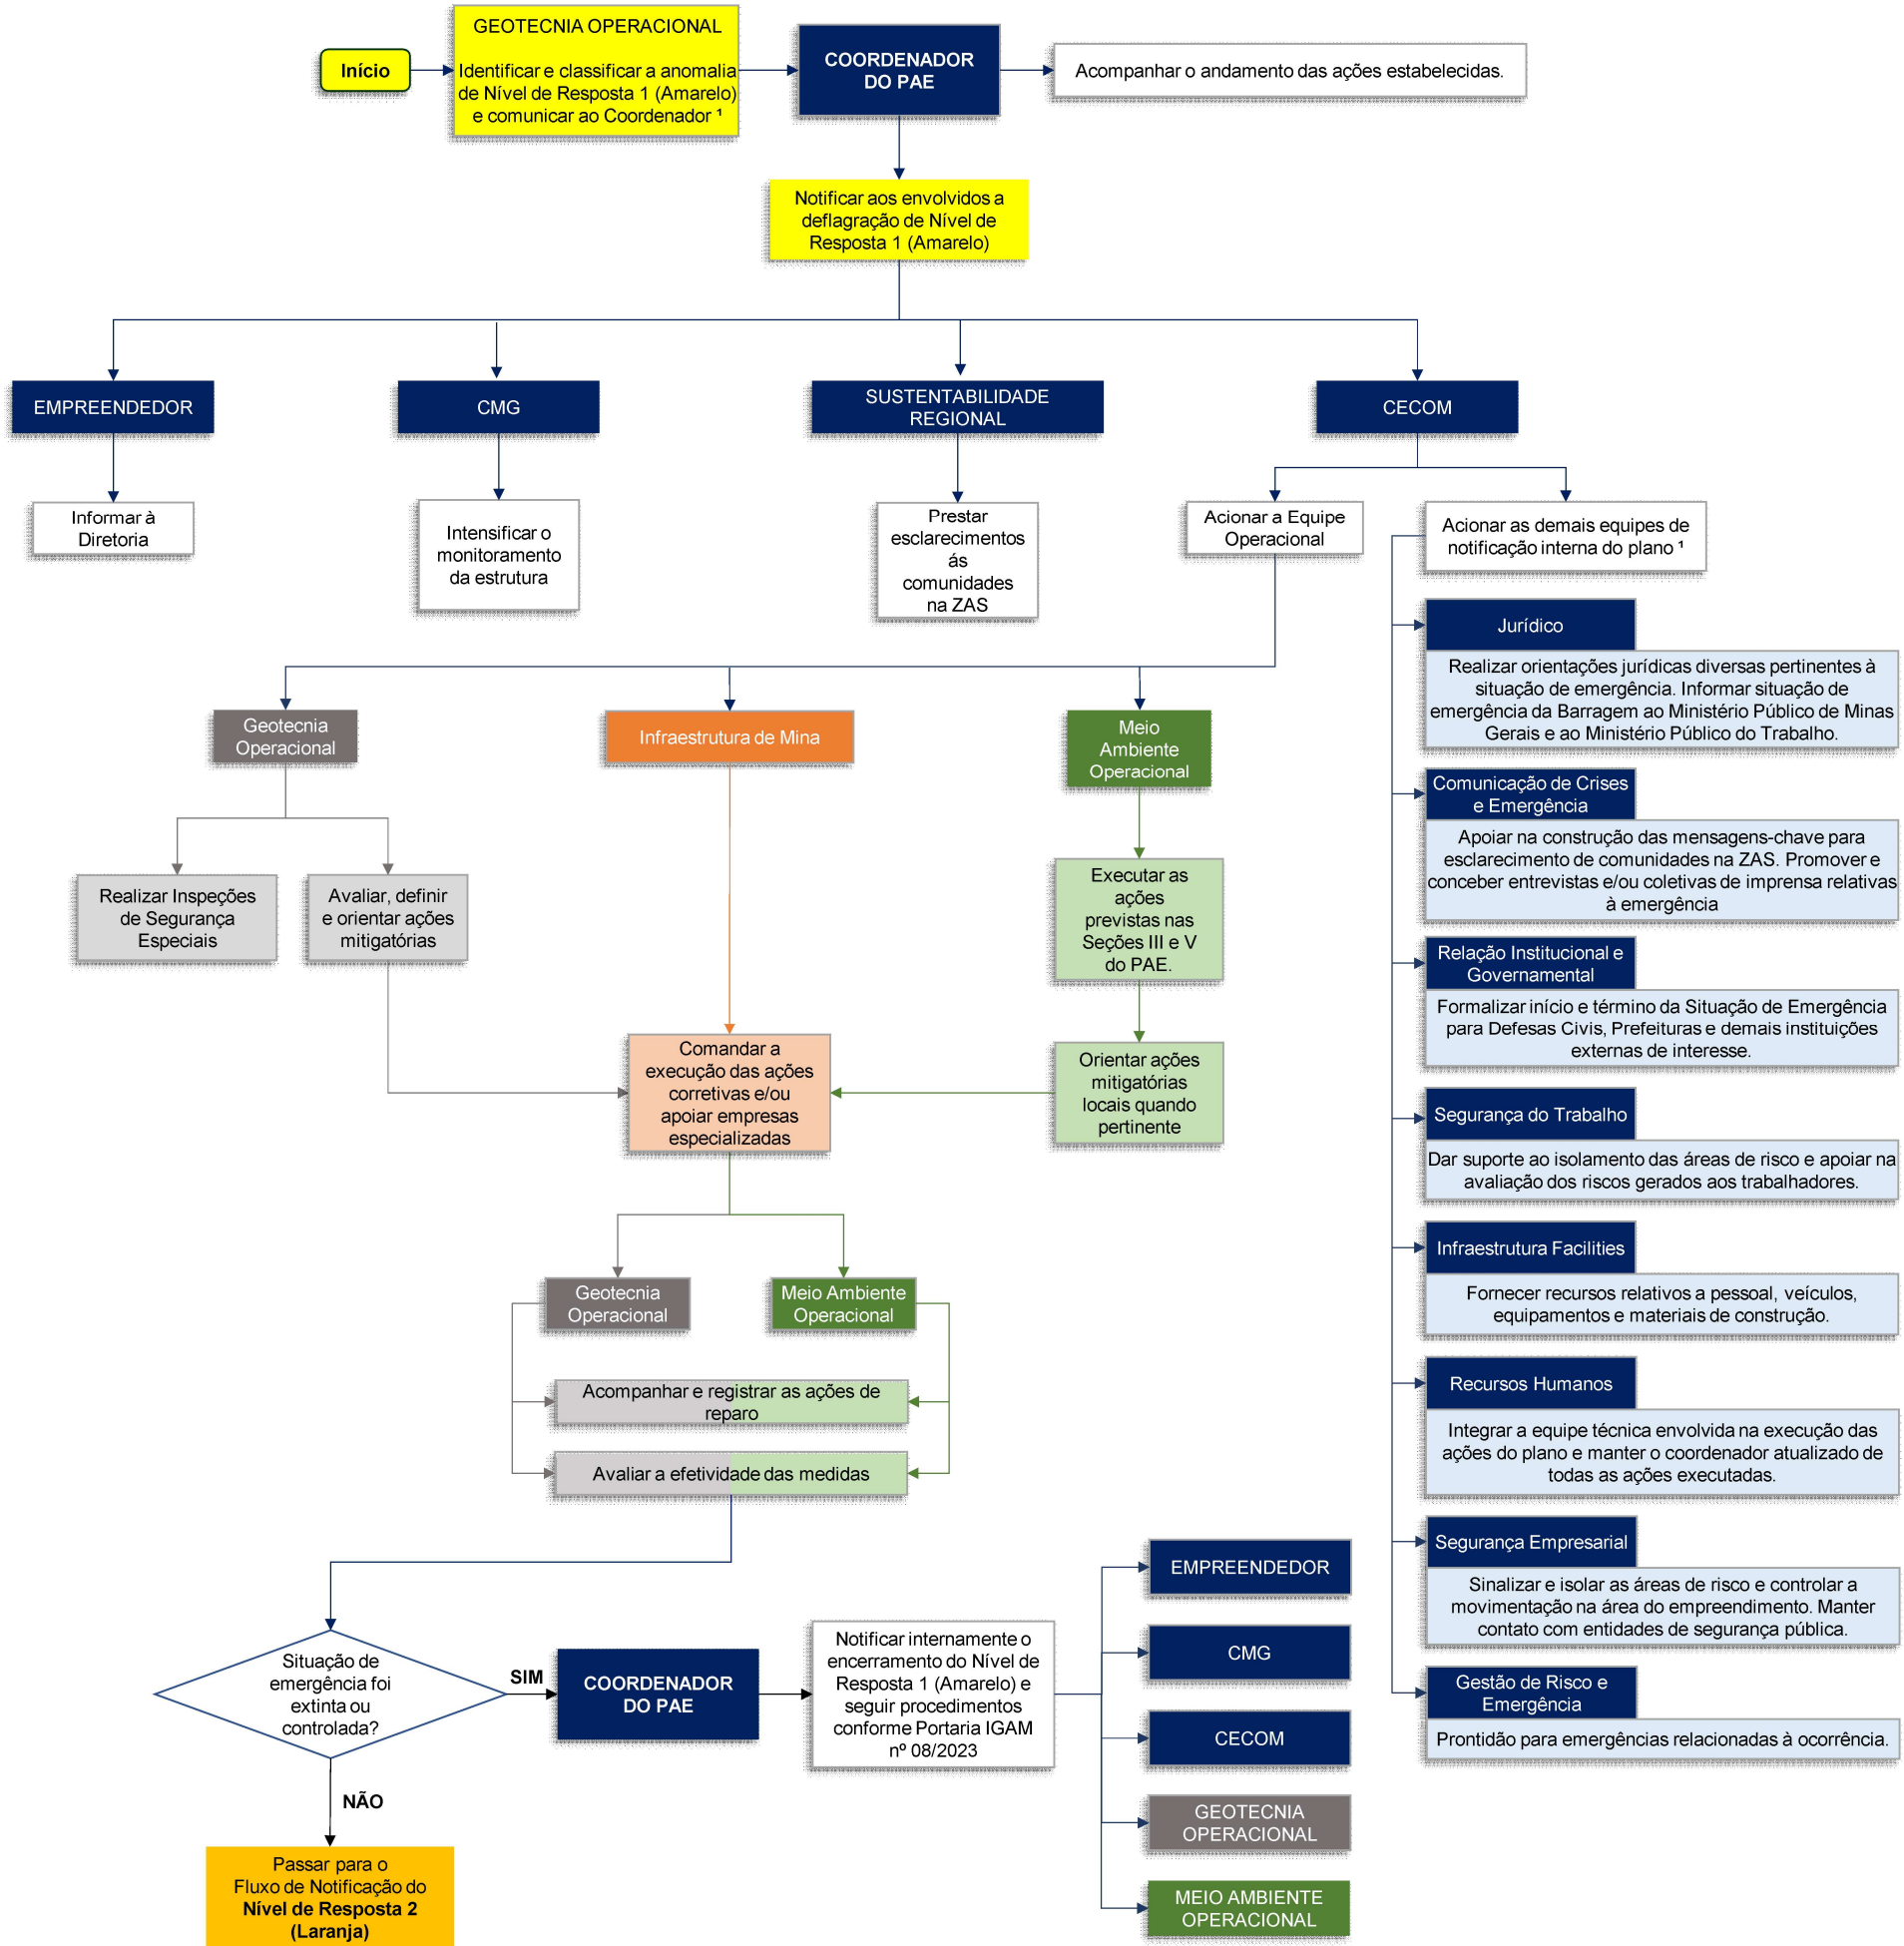 Início
GEOTECNIA OPERACIONAL
Identificar e classificar a anomalia
de Nível de Resposta 1 (Amarelo)
e comunicar ao Coordenador ¹
COORDENADOR
DO PAE
Acompanhar o andamento das ações estabelecidas.
Notificar aos envolvidos a
deflagração de Nível de
Resposta 1 (Amarelo)
EMPREENDEDOR
CMG
SUSTENTABILIDADE
REGIONAL
CECOM
Informar à
Diretoria
Intensificar o
monitoramento
da estrutura
Prestar
esclarecimentos
ás
comunidades
na ZAS
Acionar a Equipe
Operacional
Acionar as demais equipes de
notificação interna do plano ¹
Jurídico
Realizar orientações jurídicas diversas pertinentes à
situação de emergência. Informar situação de
emergência da Barragem ao Ministério Público de Minas
Gerais e ao Ministério Público do Trabalho.
Comunicação de Crises
e Emergência
Apoiar na construção das mensagens-chave para
esclarecimento de comunidades na ZAS. Promover e
conceber entrevistas e/ou coletivas de imprensa relativas
à emergência
Relação Institucional e
Governamental
Formalizar início e término da Situação de Emergência
para Defesas Civis, Prefeituras e demais instituições
externas de interesse.
Segurança do Trabalho
Dar suporte ao isolamento das áreas de risco e apoiar na
avaliação dos riscos gerados aos trabalhadores.
Infraestrutura Facilities
Fornecer recursos relativos a pessoal, veículos,
equipamentos e materiais de construção.
Recursos Humanos
Integrar a equipe técnica envolvida na execução das
ações do plano e manter o coordenador atualizado de
todas as ações executadas.
Segurança Empresarial
Sinalizar e isolar as áreas de risco e controlar a
movimentação na área do empreendimento. Manter
contato com entidades de segurança pública.
Gestão de Risco e
Emergência
Prontidão para emergências relacionadas à ocorrência.
Geotecnia
Operacional
Infraestrutura de Mina
Meio
Ambiente
Operacional
Realizar Inspeções
de Segurança
Especiais
Avaliar, definir
e orientar ações
mitigatórias
Executar as
ações
previstas nas
Seções III e V
do PAE.
Comandar a
execução das ações
corretivas e/ou
apoiar empresas
especializadas
Orientar ações
mitigatórias
locais quando
pertinente
Geotecnia
Operacional
Meio Ambiente
Operacional
Acompanhar e registrar as ações de
reparo
Avaliar a efetividade das medidas
Situação de
emergência foi
extinta ou
controlada?
SIM
COORDENADOR
DO PAE
Notificar internamente o
encerramento do Nível de
Resposta 1 (Amarelo) e
seguir procedimentos
conforme Portaria IGAM
nº 08/2023
EMPREENDEDOR
CMG
CECOM
GEOTECNIA
OPERACIONAL
MEIO AMBIENTE
OPERACIONAL
NÃO
Passar para o
Fluxo de Notificação do
Nível de Resposta 2
(Laranja)